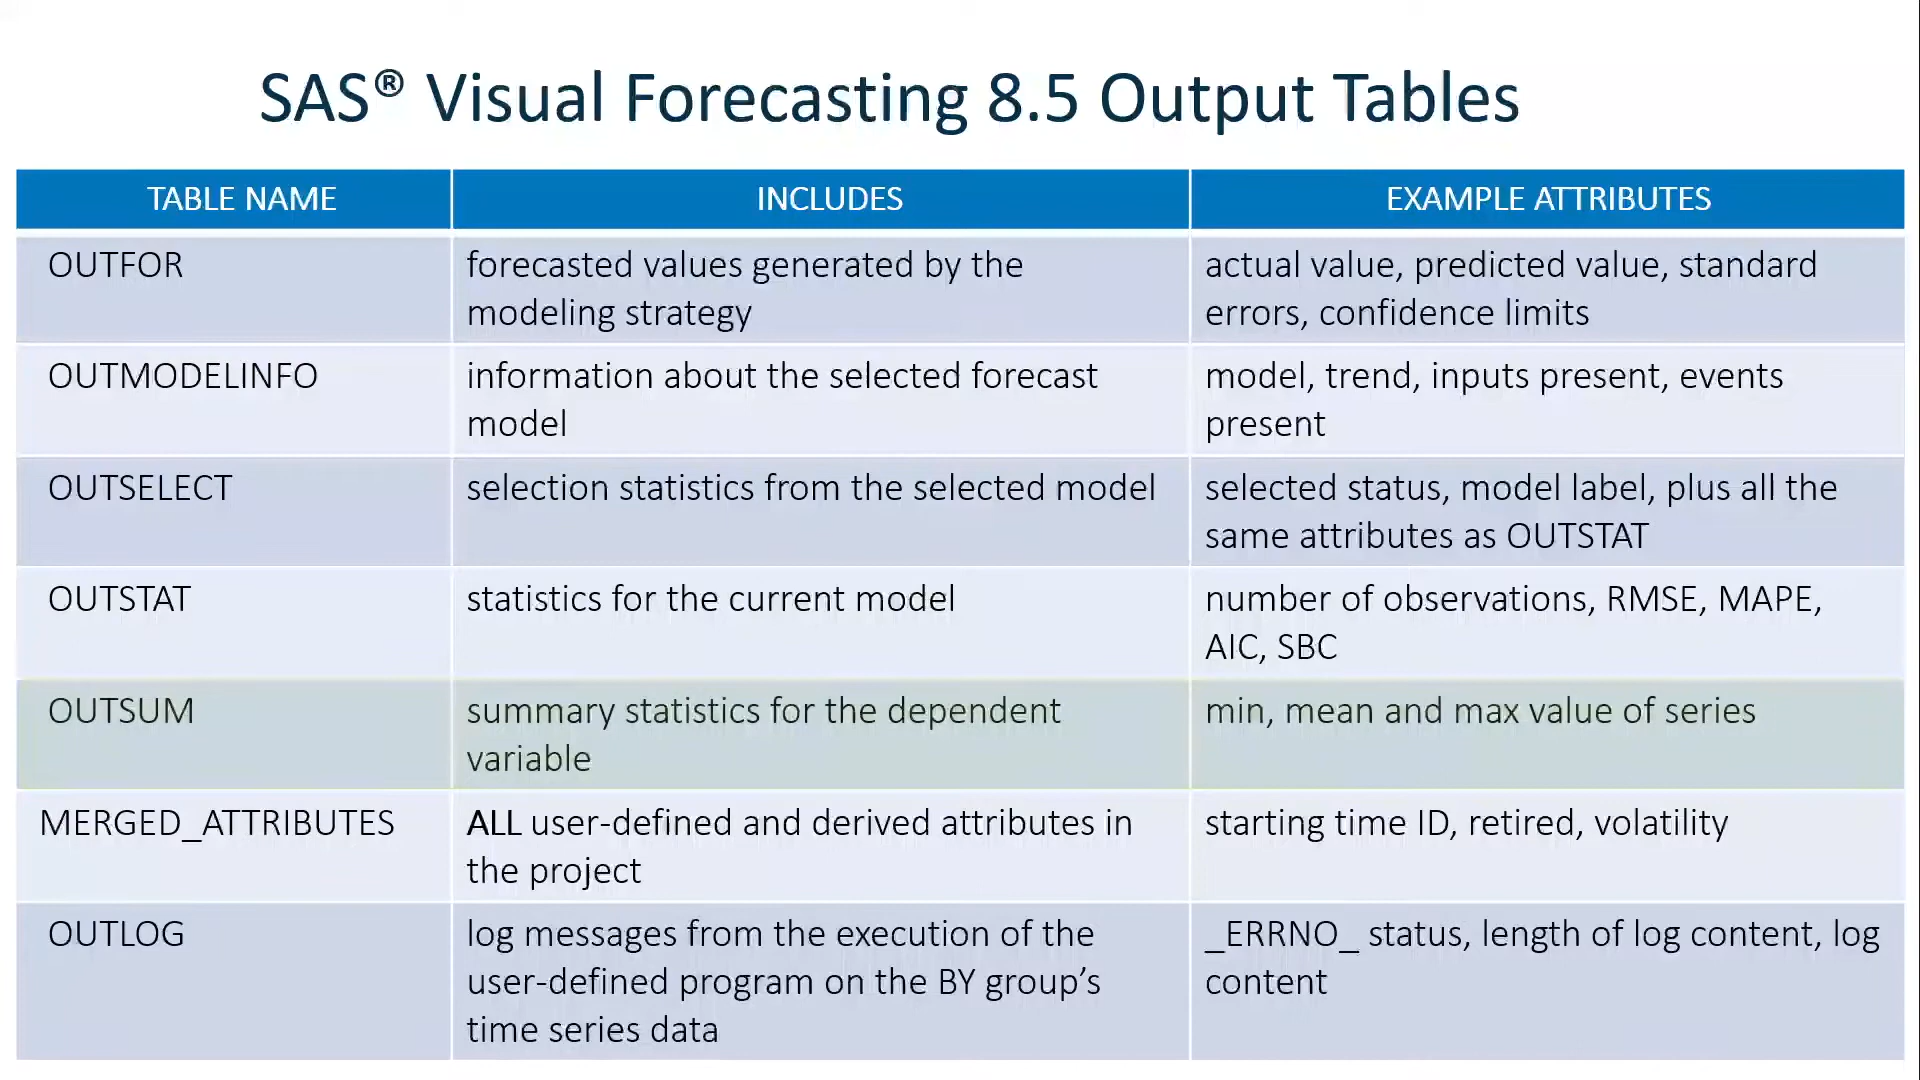 SAS® Visual Forecasting 8.5 Output Tables
TABLE NAME
INCLUDES
EXAMPLE ATTRIBUTES
OUTFOR
forecasted values generated by the
modeling strategy
actual value, predicted value, standard
errors, confidence limits
OUTMODELINFO
information about the selected forecast
model
model, trend, inputs present, events
present
OUTSELECT
selection statistics from the selected model
selected status, model label, plus all the
same attributes as OUTSTAT
OUTSTAT
statistics for the current model
number of observations, RMSE, MAPE,
AIC, SBC
OUTSUM
summary statistics for the dependent
variable
min, mean and max value of series
MERGED_ATTRIBUTES
ALL user-defined and derived attributes in
the project
starting time ID, retired, volatility
OUTLOG
log messages from the execution of the
user-defined program on the BY group’s
time series data
_ERRNO_ status, length of log content, log
content